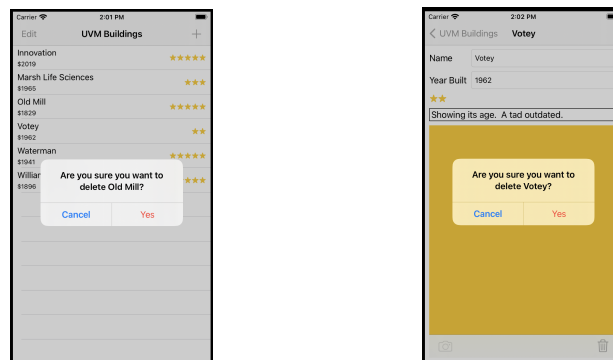 Carrier 2:01 PM
Edit UVM Buildings +
Innovation
$2019
Marsh Life Sciences
$1965
Old Mill
$1829
Votey
$1962
Waterman
$1941
$1896
Are you sure you want to
delete Old Mill?
Cancel Yes
Carrier 2:02 PM
UVM Buildings Votey
Name Votey
Year Built 1962
Showing its age. A tad outdated.
Are you sure you want to
delete Votey?
Cancel Yes